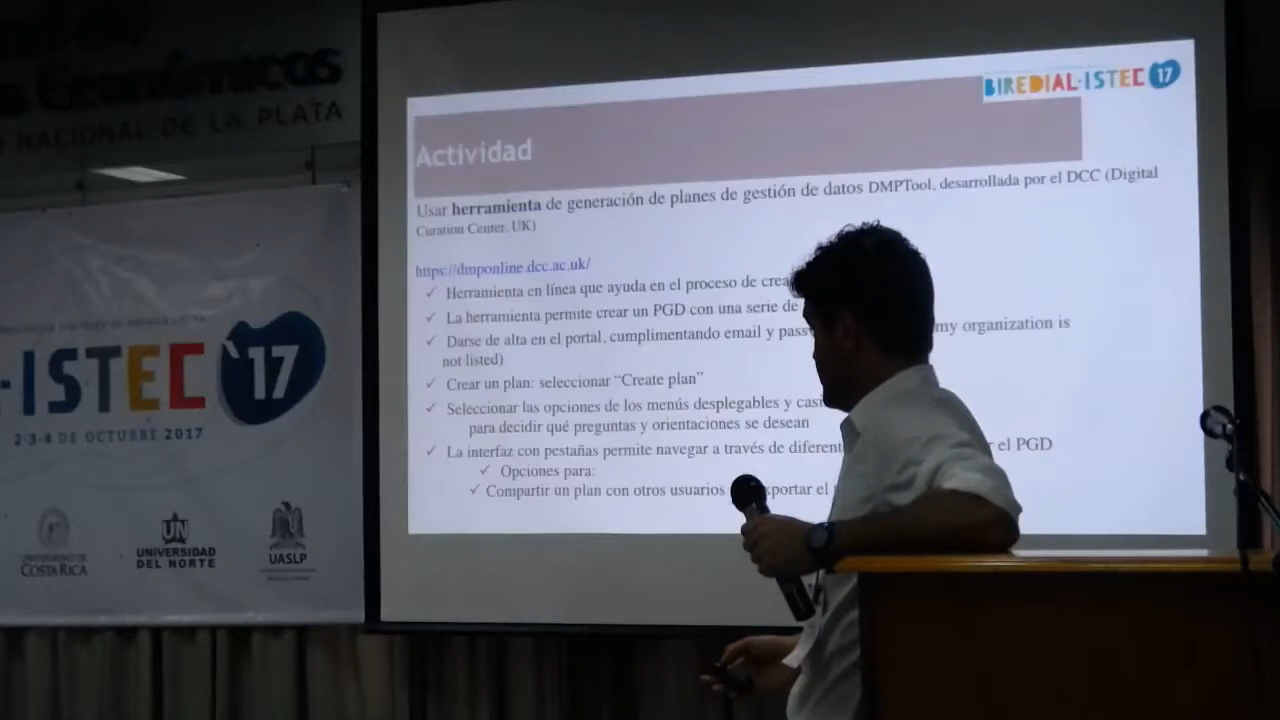 Económicos
NACIONAL DE LA PLATA
-ISTEC '17
2·3·4 DE OCTUBRE 2017
UNIVERSIDAD DE
COSTA RICA
UN
UNIVERSIDAD
DEL NORTE
UASLP
BIREDIAL·ISTEC 17
Actividad
Usar herramienta de generación de planes de gestión de datos DMPTool, desarrollada por el DCC (Digital
Curation Center, UK)
https://dmponline.dcc.ac.uk/
✓ Herramienta en línea que ayuda en el proceso de crea
✓ La herramienta permite crear un PGD con una serie de
✓ Darse de alta en el portal, cumplimentando email y pass my organization is
not listed)
✓ Crear un plan: seleccionar “Create plan”
✓ Seleccionar las opciones de los menús desplegables y casi
para decidir qué preguntas y orientaciones se desean
✓ La interfaz con pestañas permite navegar a través de diferent el PGD
✓ Opciones para:
✓ Compartir un plan con otros usuarios xportar el